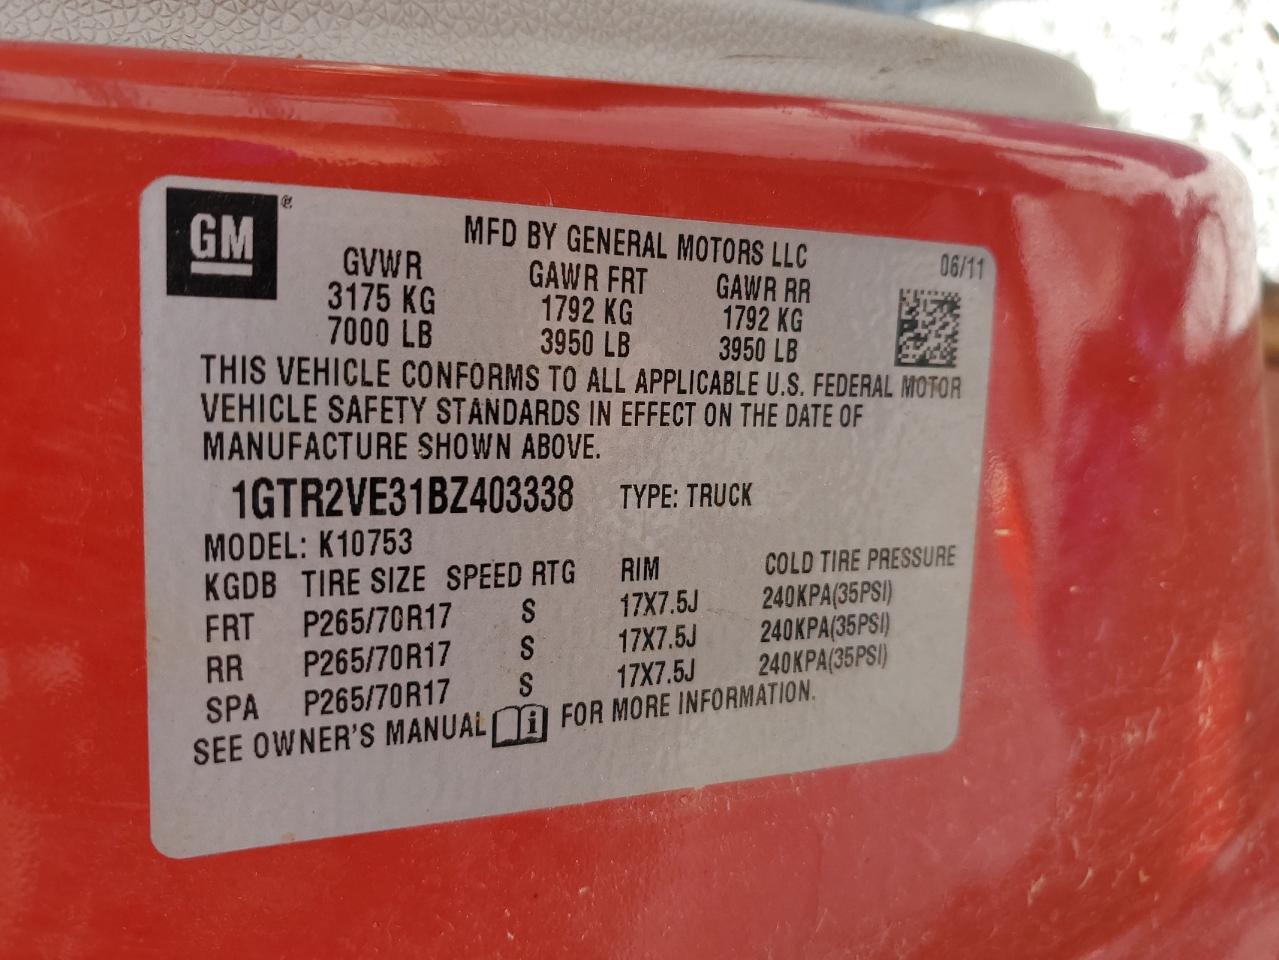 GM ®
MFD BY GENERAL MOTORS LLC 06/11
GVWR GAWR FRT GAWR RR
3175 KG 1792 KG 1792 KG
7000 LB 3950 LB 3950 LB
THIS VEHICLE CONFORMS TO ALL APPLICABLE U.S. FEDERAL MOTOR
VEHICLE SAFETY STANDARDS IN EFFECT ON THE DATE OF
MANUFACTURE SHOWN ABOVE.
1GTR2VE31BZ403338 TYPE: TRUCK
MODEL: K10753
KGDB TIRE SIZE SPEED RTG RIM COLD TIRE PRESSURE
FRT P265/70R17 S 17X7.5J 240KPA(35PSI)
RR P265/70R17 S 17X7.5J 240KPA(35PSI)
SPA P265/70R17 S 17X7.5J 240KPA(35PSI)
SEE OWNER'S MANUAL i FOR MORE INFORMATION.